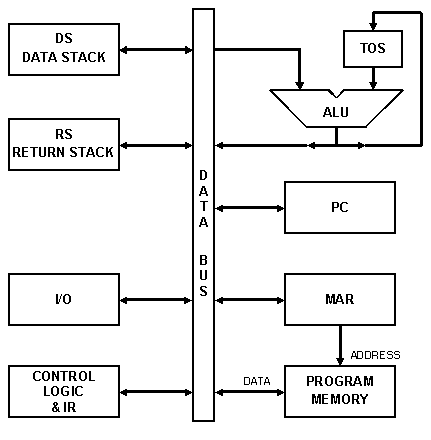 DS
DATA STACK
TOS
ALU
RS
RETURN STACK
DATA BUS
PC
I/O
MAR
ADDRESS
CONTROL
LOGIC
& IR
DATA
PROGRAM
MEMORY